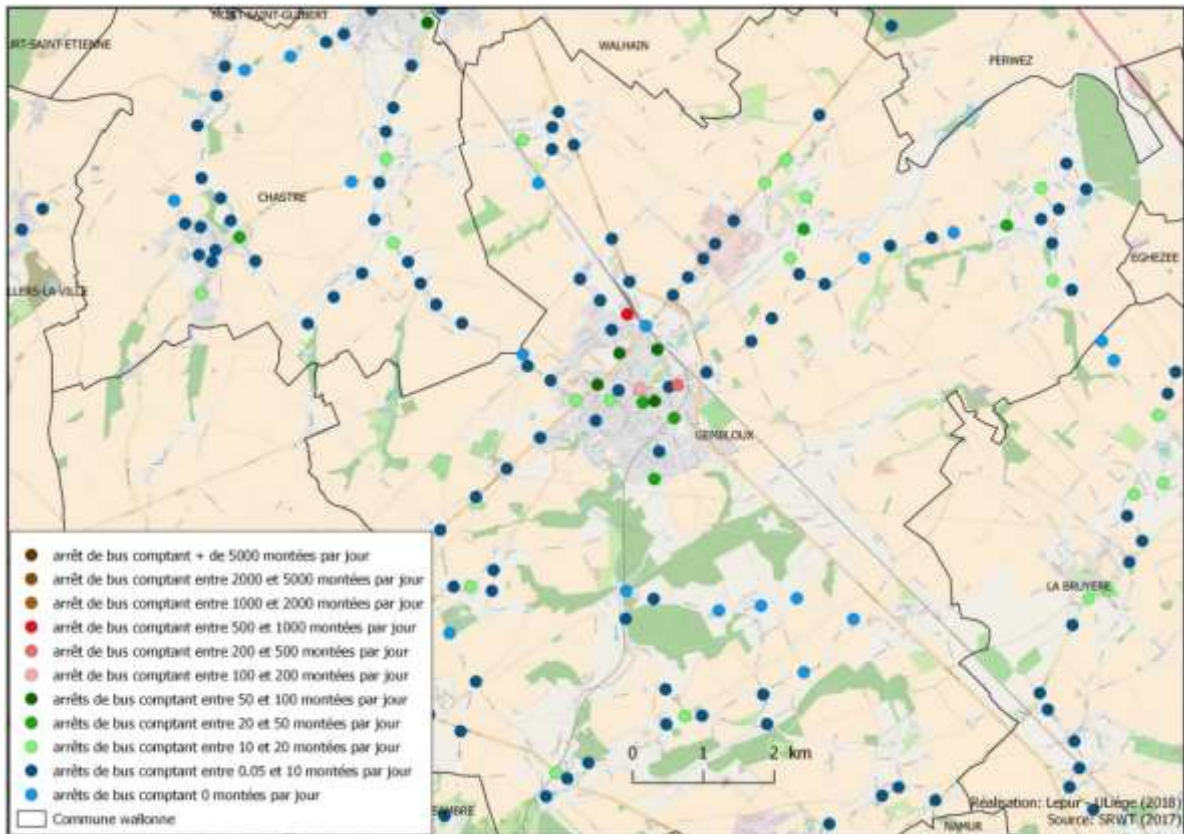 MONT-SAINT-GUIBERT
WALHAIN
PERWEZ
CHASTRE
EGHEZEE
GEMBLOUX
LA BRUYERE
NAMUR
arrêt de bus comptant + de 5000 montées par jour
arrêt de bus comptant entre 2000 et 5000 montées par jour
arrêt de bus comptant entre 1000 et 2000 montées par jour
arrêt de bus comptant entre 500 et 1000 montées par jour
arrêt de bus comptant entre 200 et 500 montées par jour
arrêt de bus comptant entre 100 et 200 montées par jour
arrêts de bus comptant entre 50 et 100 montées par jour
arrêts de bus comptant entre 20 et 50 montées par jour
arrêts de bus comptant entre 10 et 20 montées par jour
arrêts de bus comptant entre 0.05 et 10 montées par jour
arrêts de bus comptant 0 montées par jour
Commune wallonne
0 1 2 km
Réalisation: Lepur - ULiège (2018)
Source: SRWT (2017)